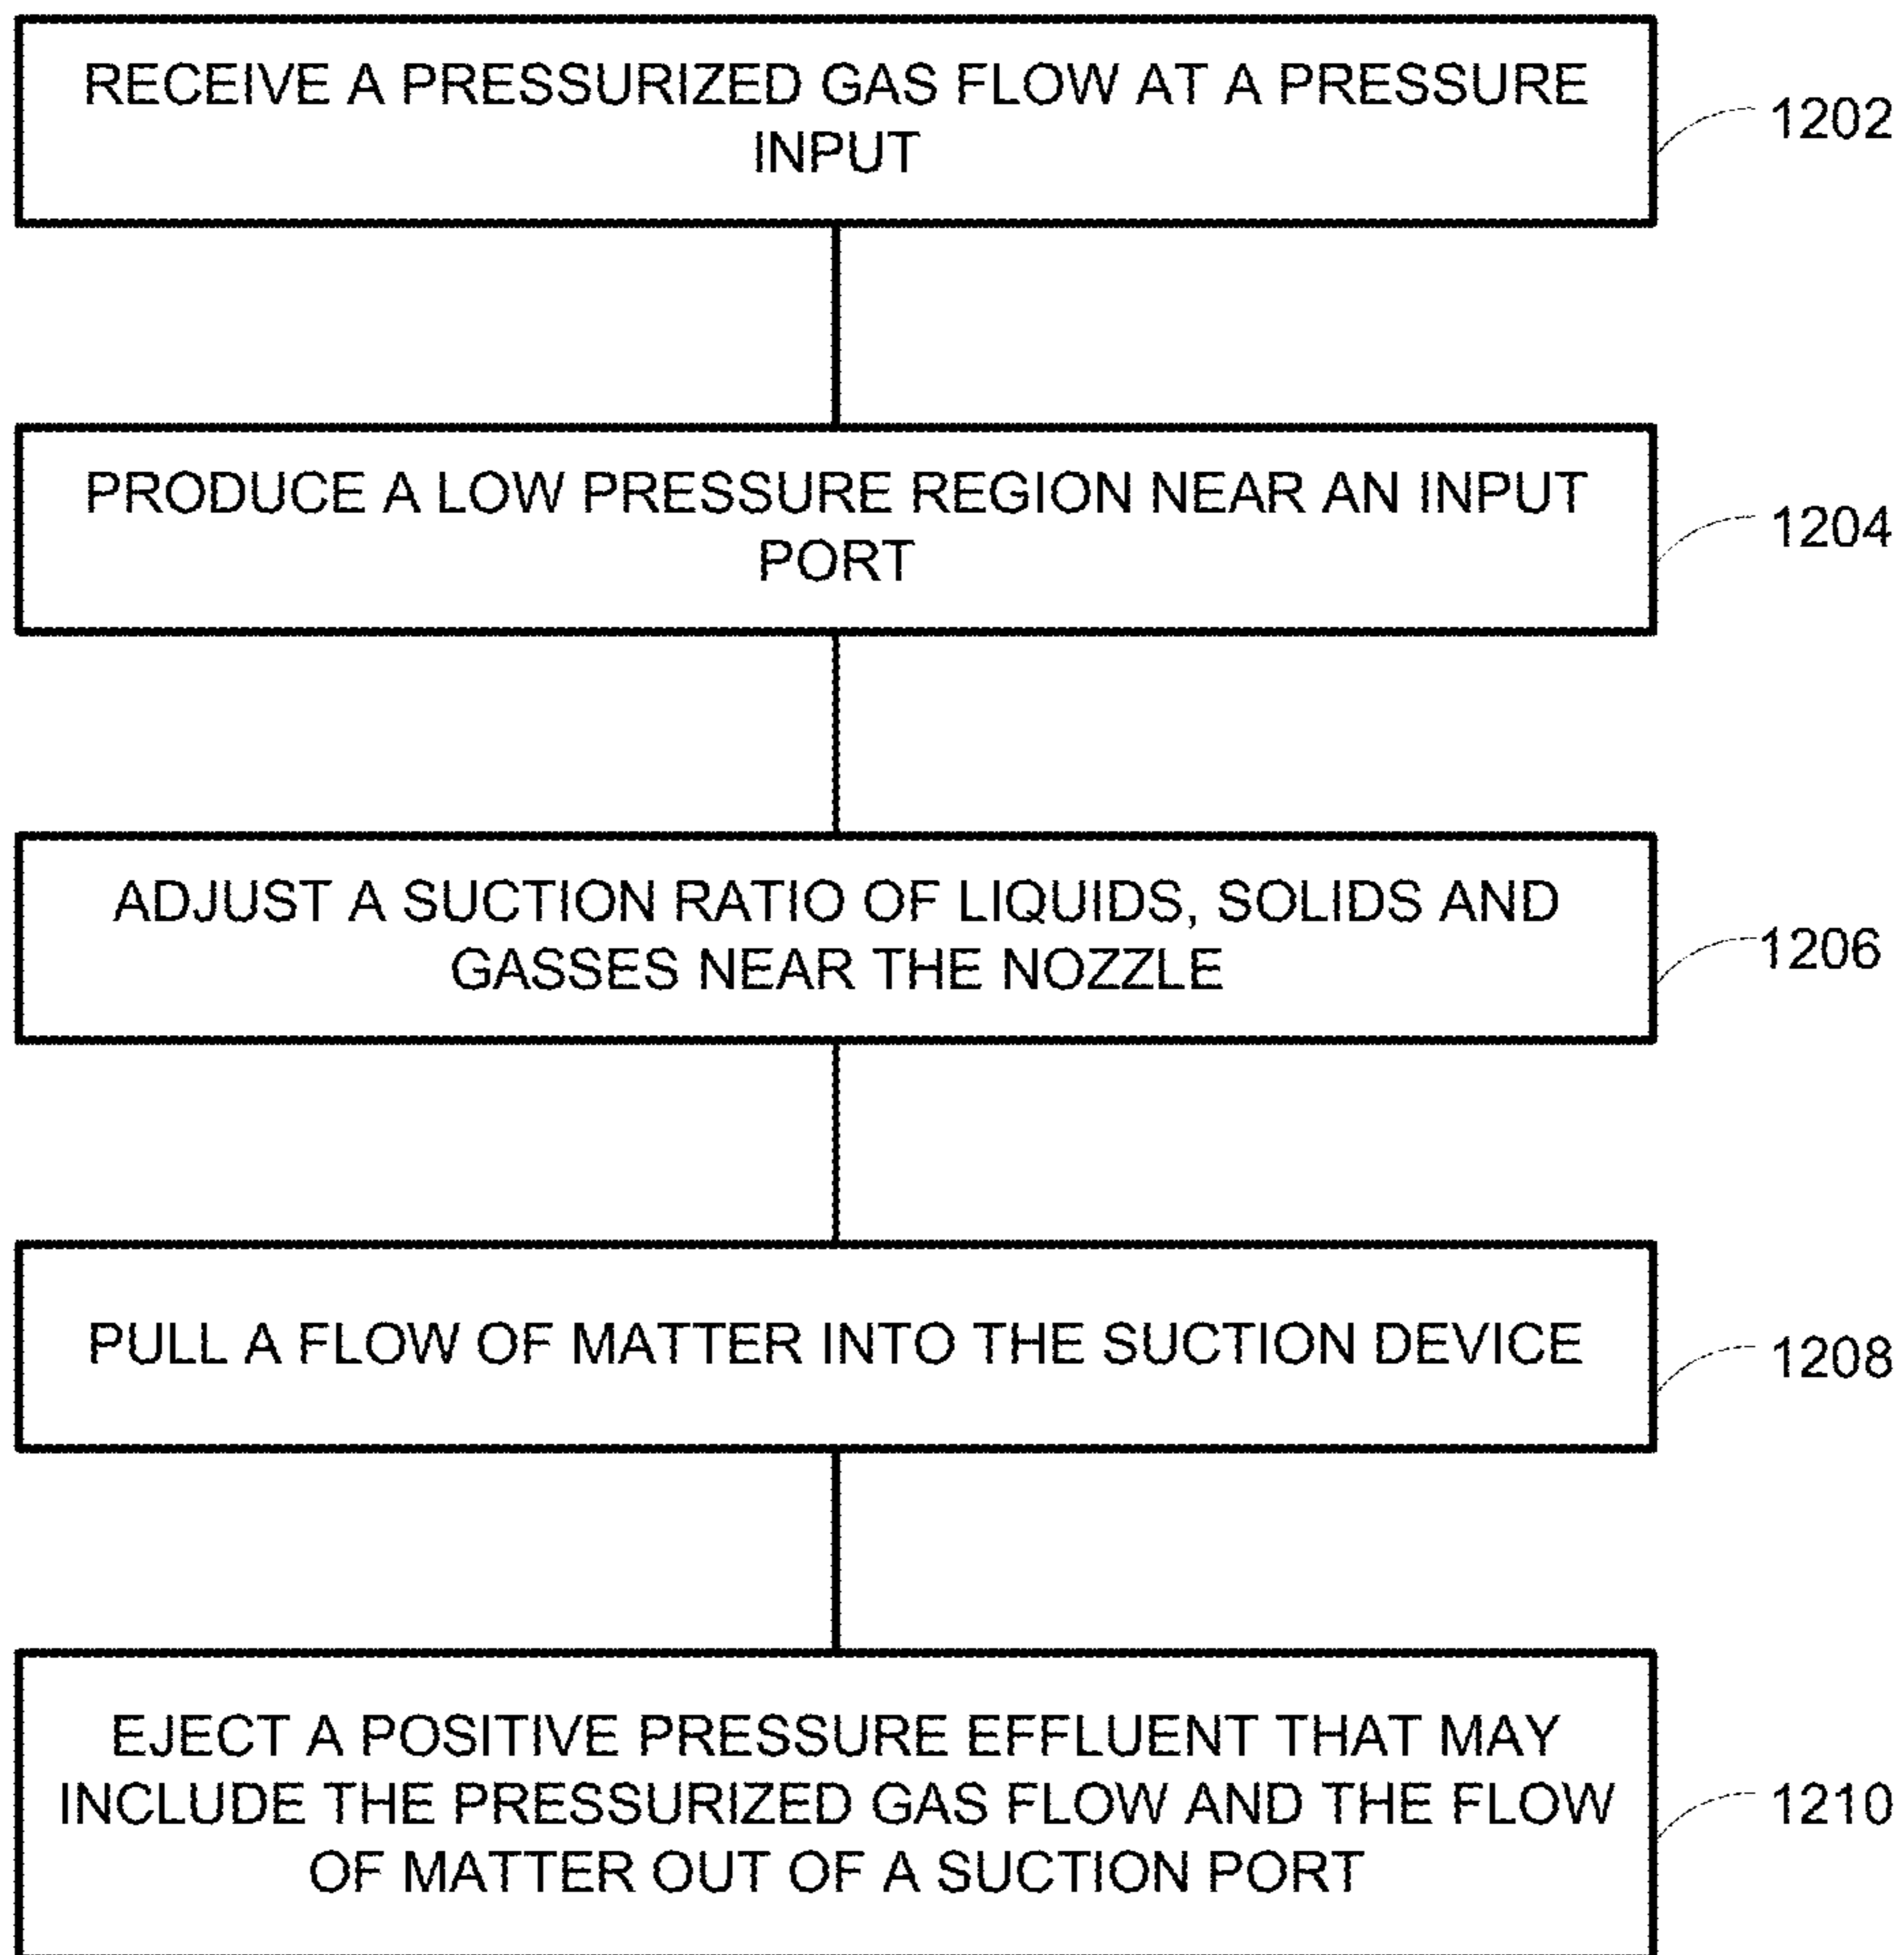 RECEIVE A PRESSURIZED GAS FLOW AT A PRESSURE
INPUT
1202
PRODUCE A LOW PRESSURE REGION NEAR AN INPUT
PORT
1204
ADJUST A SUCTION RATIO OF LIQUIDS, SOLIDS AND
GASSES NEAR THE NOZZLE
1206
PULL A FLOW OF MATTER INTO THE SUCTION DEVICE
1208
EJECT A POSITIVE PRESSURE EFFLUENT THAT MAY
INCLUDE THE PRESSURIZED GAS FLOW AND THE FLOW
OF MATTER OUT OF A SUCTION PORT
1210